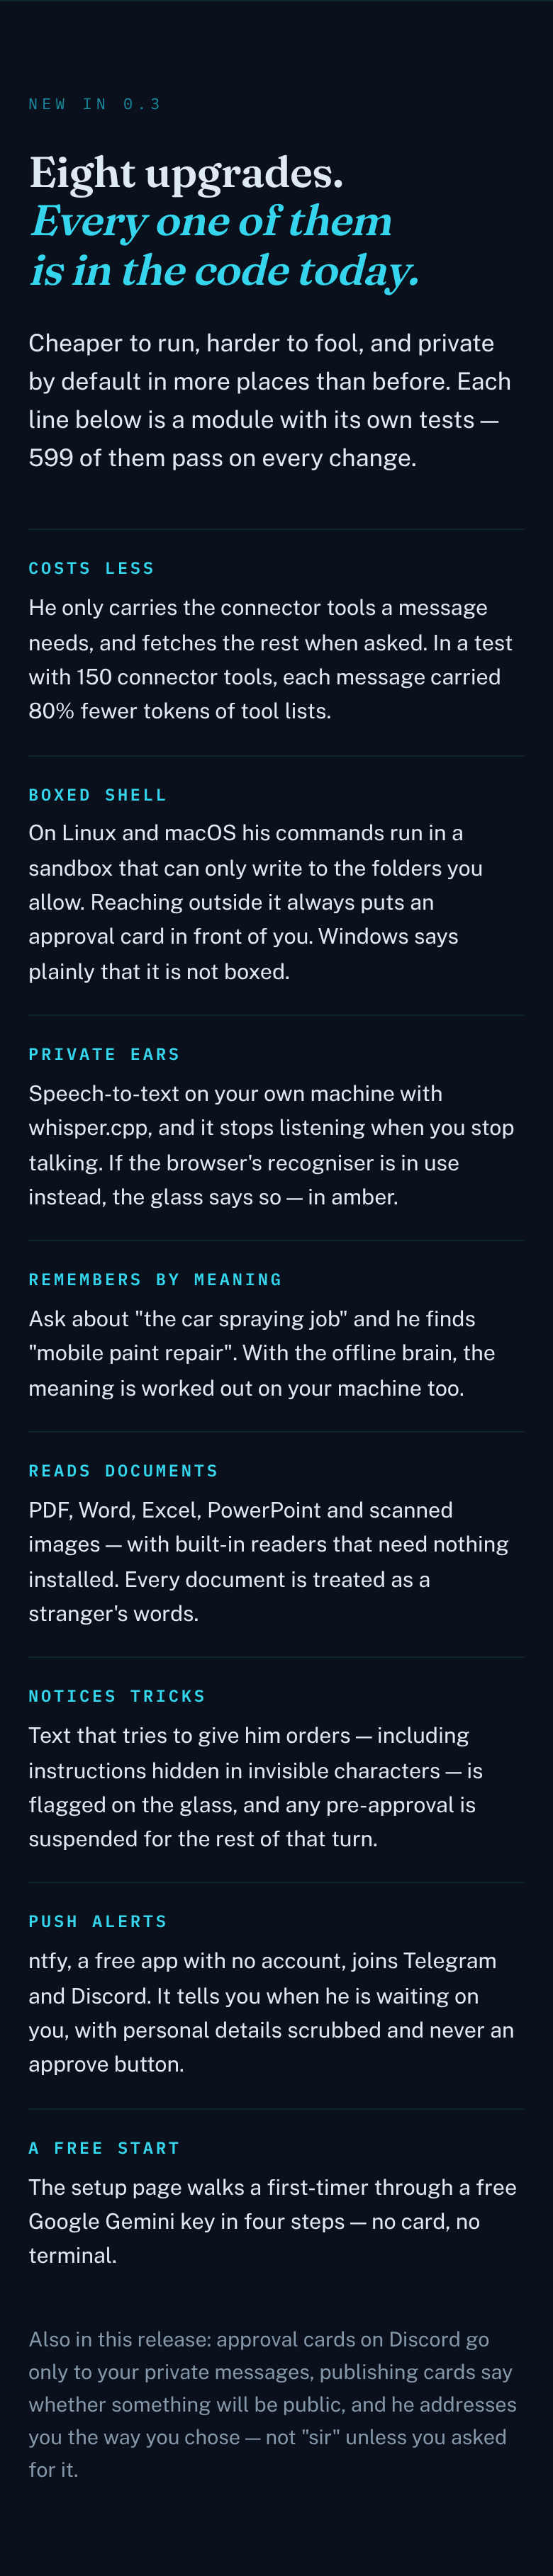 NEW IN 0.3
Eight upgrades.
Every one of them
is in the code today.
Cheaper to run, harder to fool, and private
by default in more places than before. Each
line below is a module with its own tests —
599 of them pass on every change.
COSTS LESS
He only carries the connector tools a message
needs, and fetches the rest when asked. In a test
with 150 connector tools, each message carried
80% fewer tokens of tool lists.
BOXED SHELL
On Linux and macOS his commands run in a
sandbox that can only write to the folders you
allow. Reaching outside it always puts an
approval card in front of you. Windows says
plainly that it is not boxed.
PRIVATE EARS
Speech-to-text on your own machine with
whisper.cpp, and it stops listening when you stop
talking. If the browser's recogniser is in use
instead, the glass says so — in amber.
REMEMBERS BY MEANING
Ask about "the car spraying job" and he finds
"mobile paint repair". With the offline brain, the
meaning is worked out on your machine too.
READS DOCUMENTS
PDF, Word, Excel, PowerPoint and scanned
images — with built-in readers that need nothing
installed. Every document is treated as a
stranger's words.
NOTICES TRICKS
Text that tries to give him orders — including
instructions hidden in invisible characters — is
flagged on the glass, and any pre-approval is
suspended for the rest of that turn.
PUSH ALERTS
ntfy, a free app with no account, joins Telegram
and Discord. It tells you when he is waiting on
you, with personal details scrubbed and never an
approve button.
A FREE START
The setup page walks a first-timer through a free
Google Gemini key in four steps — no card, no
terminal.
Also in this release: approval cards on Discord go
only to your private messages, publishing cards say
whether something will be public, and he addresses
you the way you chose — not "sir" unless you asked
for it.